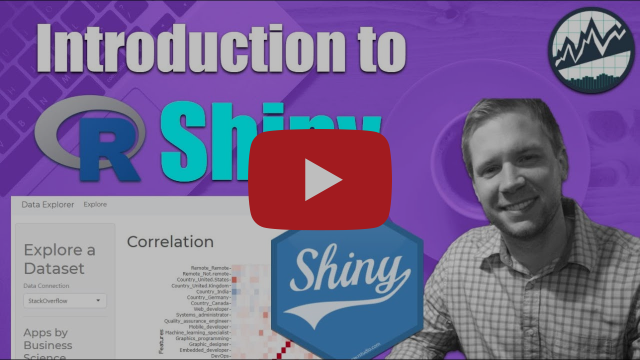 Introduction to
R Shiny
Data Explorer Explore
Explore a
Dataset
Data Connection
StackOverflow
Apps by
Business
Science
Correlation
Remote_Remote
Remote_Not.remote
Country_United.States
Country_United.Kingdom
Country_India
Country_Germany
Country_Canada
Web_developer
Systems_administrator
Quality_assurance_engineer
Mobile_developer
Machine_learning_specialist
Graphics_programming
Graphic_designer
Embedded_developer
DevOps
Features
Shiny